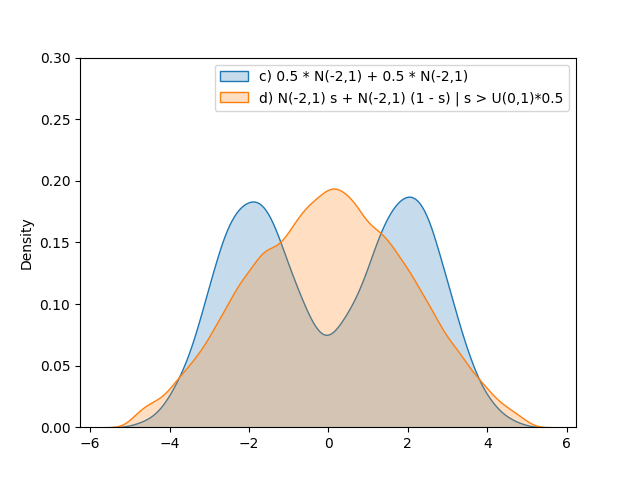 0.30
0.25
0.20
0.15
0.10
0.05
0.00
Density
c) 0.5 * N(-2,1) + 0.5 * N(-2,1)
d) N(-2,1) s + N(-2,1) (1 - s) | s > U(0,1)*0.5
−6 −4 −2 0 2 4 6